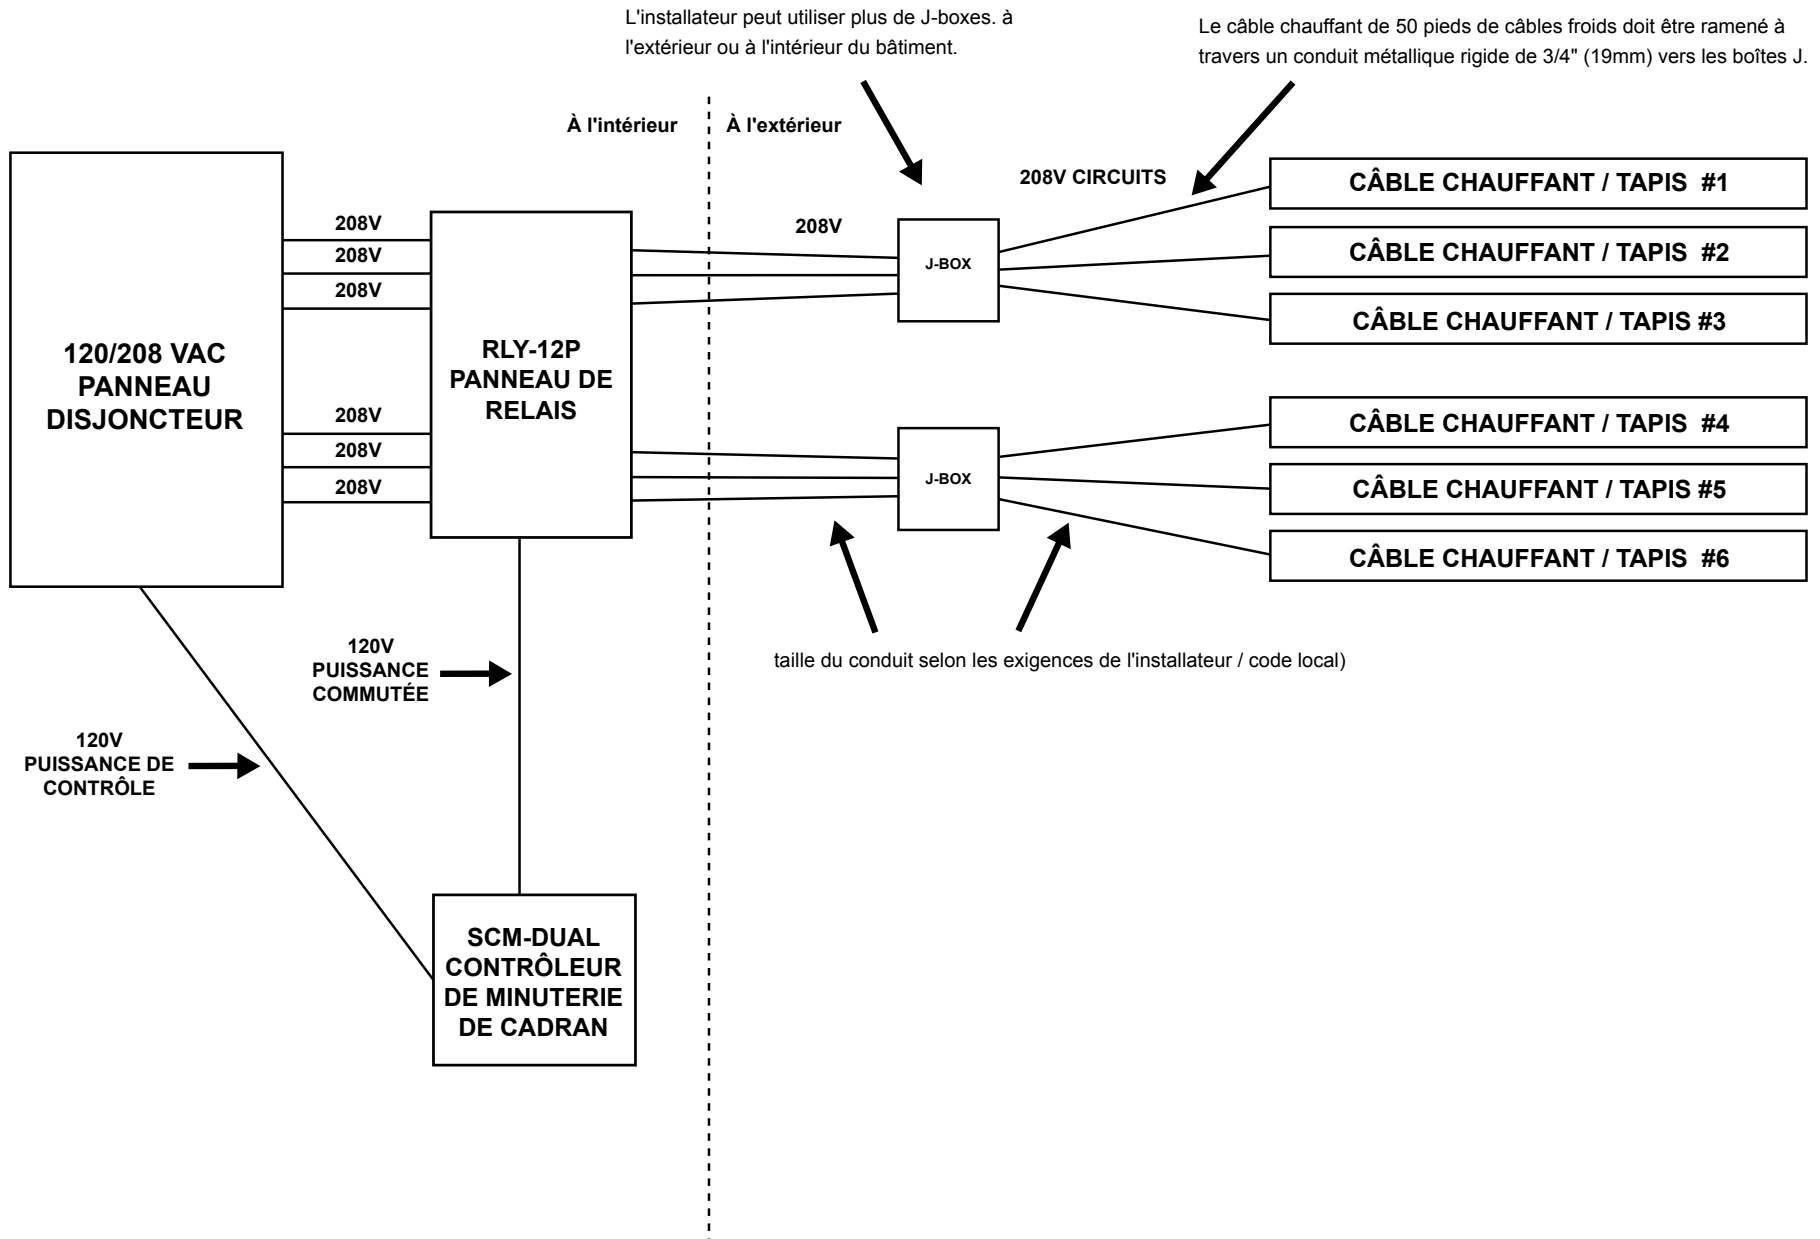 L'installateur peut utiliser plus de J-boxes. à
l'extérieur ou à l'intérieur du bâtiment.
Le câble chauffant de 50 pieds de câbles froids doit être ramené à
travers un conduit métallique rigide de 3/4" (19mm) vers les boîtes J.
À l'intérieur
À l'extérieur
120/208 VAC
PANNEAU
DISJONCTEUR
208V
208V
208V
208V
208V
208V
RLY-12P
PANNEAU DE
RELAIS
208V
J-BOX
J-BOX
208V CIRCUITS
CÂBLE CHAUFFANT / TAPIS #1
CÂBLE CHAUFFANT / TAPIS #2
CÂBLE CHAUFFANT / TAPIS #3
CÂBLE CHAUFFANT / TAPIS #4
CÂBLE CHAUFFANT / TAPIS #5
CÂBLE CHAUFFANT / TAPIS #6
taille du conduit selon les exigences de l'installateur / code local)
120V
PUISSANCE
COMMUTÉE
120V
PUISSANCE DE
CONTRÔLE
SCM-DUAL
CONTRÔLEUR
DE MINUTERIE
DE CADRAN